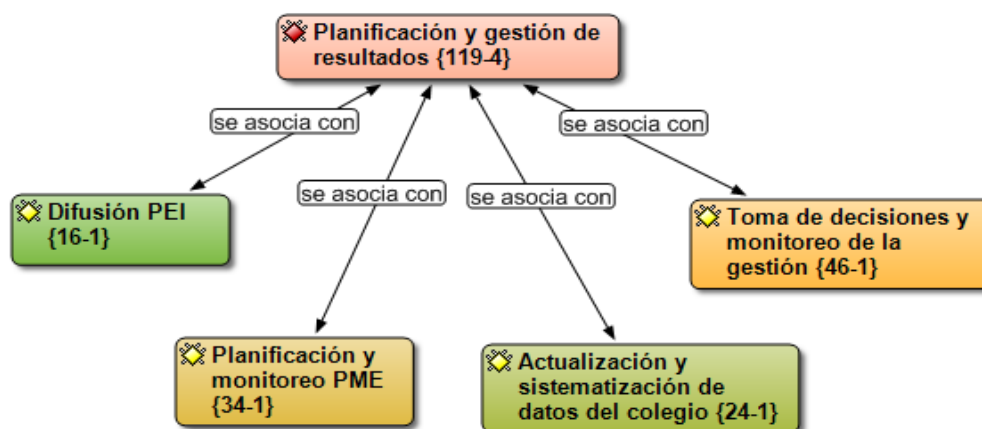 Planificación y gestión de
resultados {119-4}
se asocia con
se asocia con
se asocia con
se asocia con
Difusión PEI
{16-1}
Toma de decisiones y
monitoreo de la
gestión {46-1}
Planificación y
monitoreo PME
{34-1}
Actualización y
sistematización de
datos del colegio {24-1}